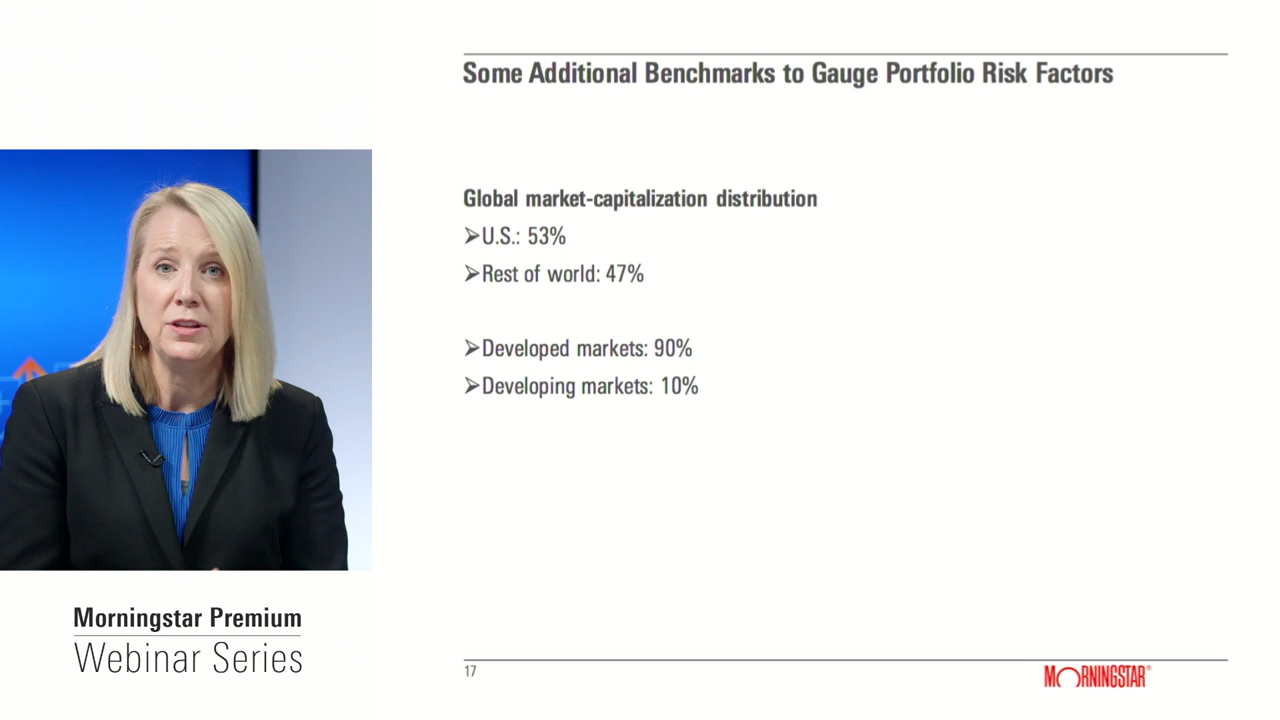 Some Additional Benchmarks to Gauge Portfolio Risk Factors
Global market-capitalization distribution
➢U.S.: 53%
➢Rest of world: 47%
➢Developed markets: 90%
➢Developing markets: 10%
Morningstar Premium
Webinar Series
17
MORNINGSTAR®